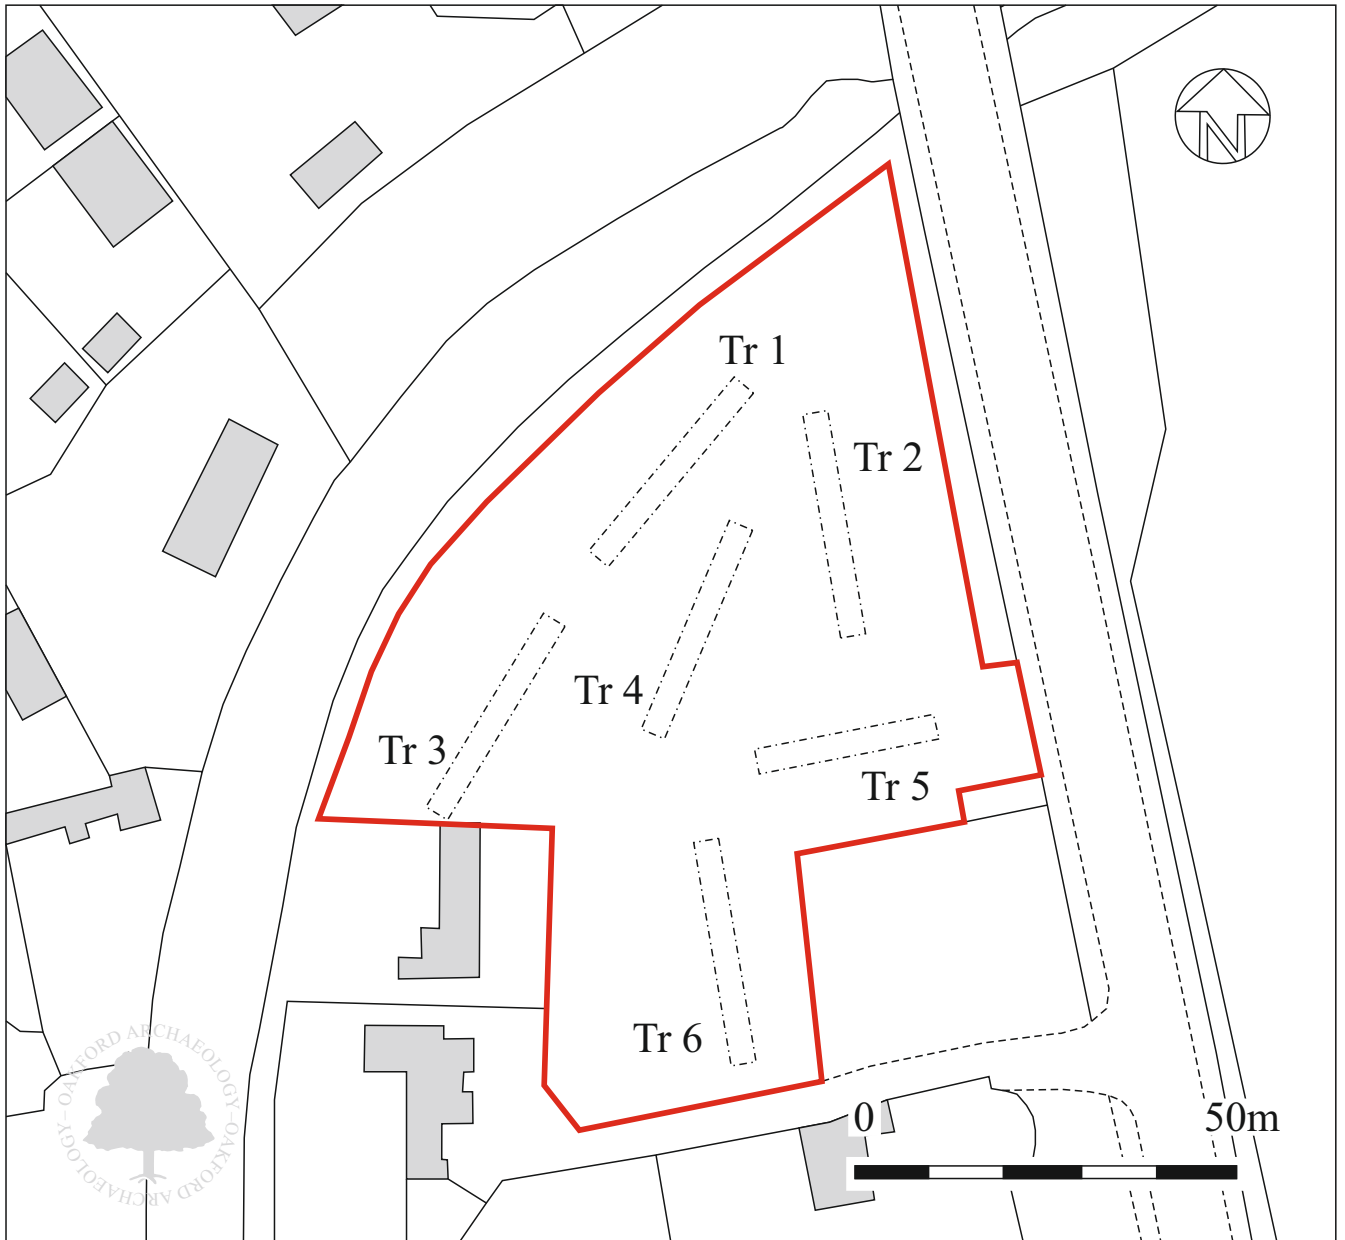 N
Tr 1
Tr 2
Tr 4
Tr 3
Tr 5
Tr 6
0 50m
OAKFORD ARCHAEOLOGY – OAKFORD ARCHAEOLOGY –